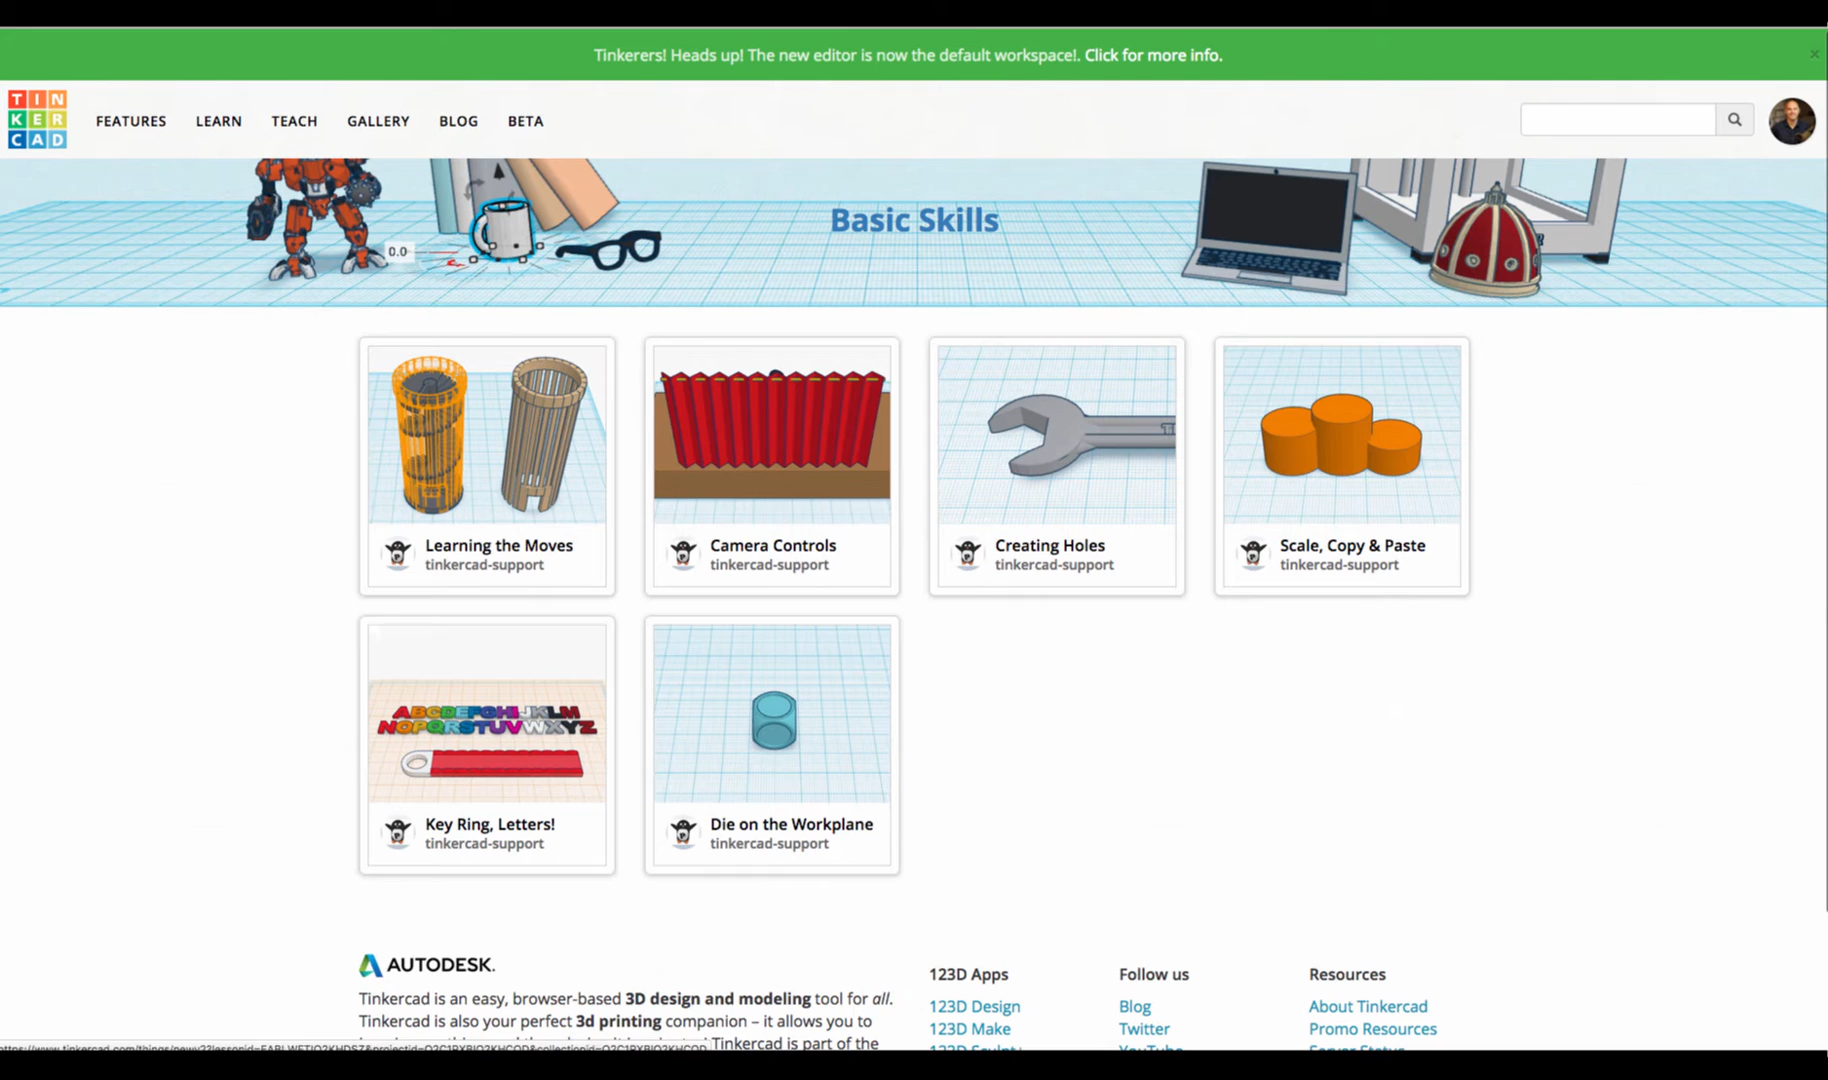 Tinkerers! Heads up! The new editor is now the default workspace!. Click for more info.
×
TIN
KER
CAD
FEATURES LEARN TEACH GALLERY BLOG BETA
0.0
Basic Skills
Learning the Moves
tinkercad-support
Camera Controls
tinkercad-support
Creating Holes
tinkercad-support
Scale, Copy & Paste
tinkercad-support
ABCDEFGHIJKLM
NOPQRSTUVWXYZ
Key Ring, Letters!
tinkercad-support
Die on the Workplane
tinkercad-support
AUTODESK.
Tinkercad is an easy, browser-based 3D design and modeling tool for all.
Tinkercad is also your perfect 3d printing companion – it allows you to
Tinkercad is part of the
123D Apps
123D Design
123D Make
123D Sculpt+
Follow us
Blog
Twitter
YouTube
Resources
About Tinkercad
Promo Resources
Server Status